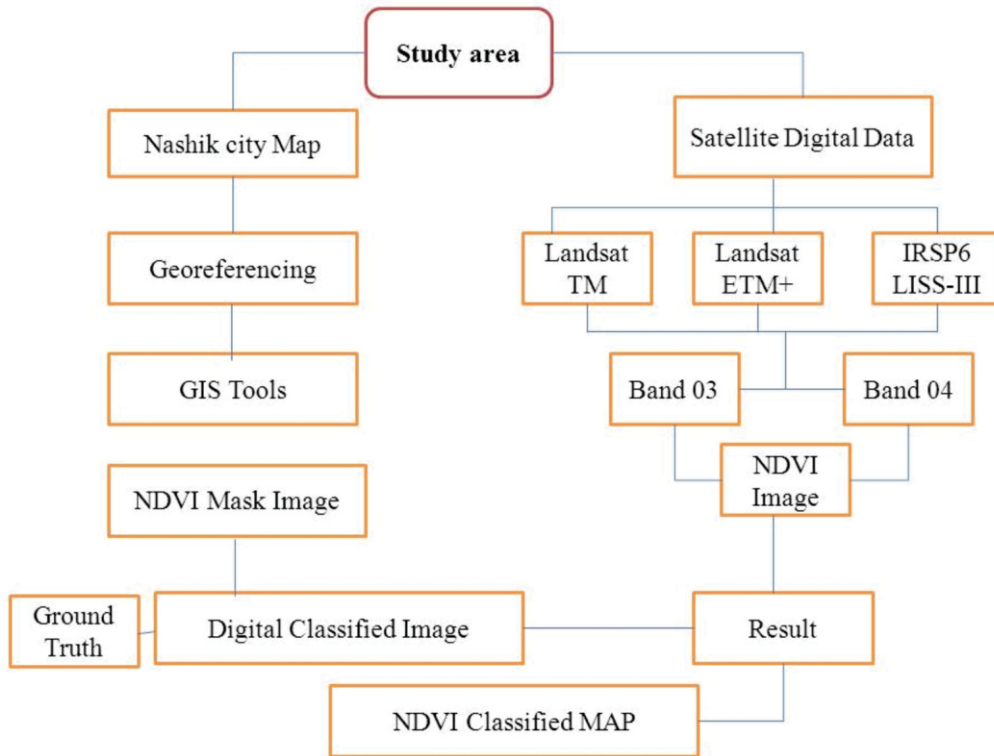 Study area
Nashik city Map
Satellite Digital Data
Georeferencing
Landsat
TM
Landsat
ETM+
IRSP6
LISS-III
GIS Tools
Band 03
Band 04
NDVI Mask Image
NDVI
Image
Ground
Truth
Digital Classified Image
Result
NDVI Classified MAP